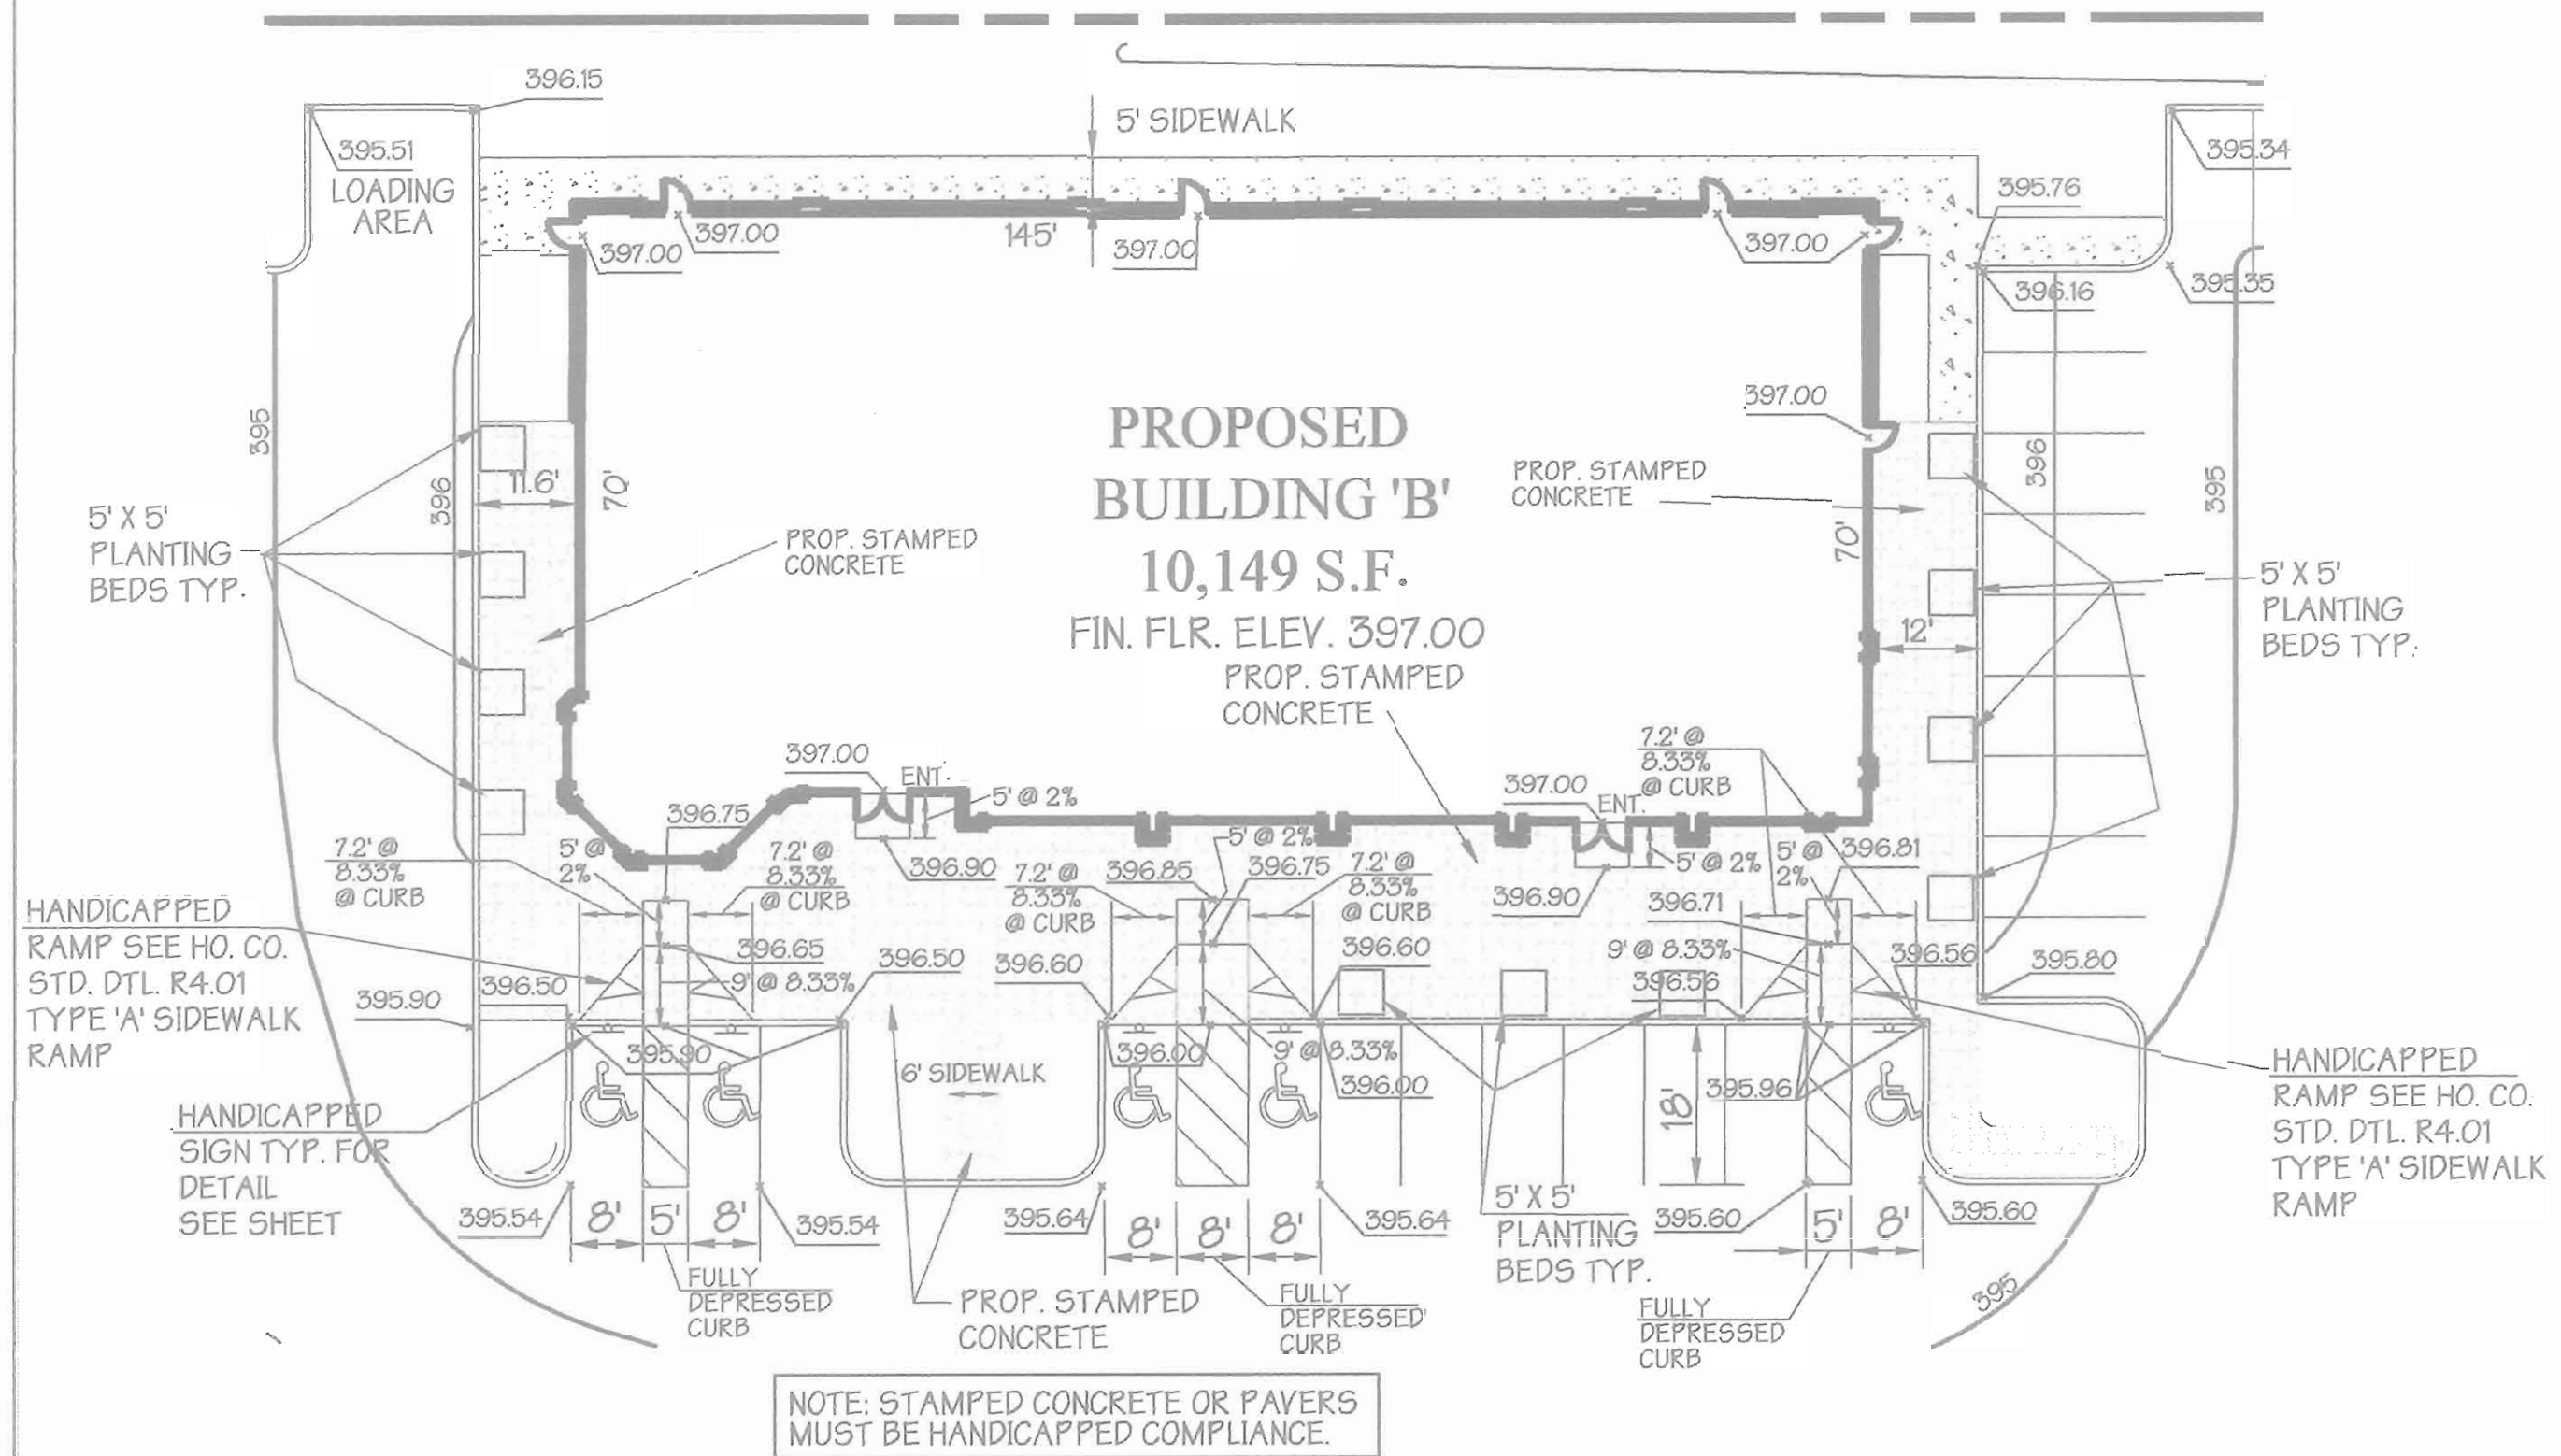 396.15
5' SIDEWALK
395.51
LOADING
AREA
395.34
395.76
397.00
397.00
145'
397.00
397.00
396.16
395.35
395
397.00
PROPOSED
BUILDING 'B'
10,149 S.F.
FIN. FLR. ELEV. 397.00
PROP. STAMPED
CONCRETE
396
395
396
11.6'
70'
5' X 5'
PLANTING
BEDS TYP.
PROP. STAMPED
CONCRETE
70'
12'
5' X 5'
PLANTING
BEDS TYP.
PROP. STAMPED
CONCRETE
397.00
ENT.
5' @ 2%
396.75
7.2' @
8.33%
@ CURB
397.00
ENT.
7.2' @
8.33%
@ CURB
5' @
2%
7.2' @
8.33%
@ CURB
396.90
7.2' @
8.33%
@ CURB
396.85
5' @ 2%
396.75
7.2' @
8.33%
@ CURB
396.90
5' @ 2%
5' @
2%
396.81
396.71
HANDICAPPED
RAMP SEE HO. CO.
STD. DTL. R4.01
TYPE 'A' SIDEWALK
RAMP
396.65
9' @ 8.33%
396.50
396.50
395.90
396.60
396.60
9' @ 8.33%
396.56
396.56
395.80
395.90
6' SIDEWALK
396.00
9' @ 8.33%
396.00
18'
395.96
HANDICAPPED
RAMP SEE HO. CO.
STD. DTL. R4.01
TYPE 'A' SIDEWALK
RAMP
HANDICAPPED
SIGN TYP. FOR
DETAIL
SEE SHEET
395.54
8'
5'
8'
395.54
395.64
8'
8'
8'
395.64
5' X 5'
PLANTING
BEDS TYP.
395.60
5'
8'
395.60
FULLY
DEPRESSED
CURB
PROP. STAMPED
CONCRETE
FULLY
DEPRESSED
CURB
FULLY
DEPRESSED
CURB
395
NOTE: STAMPED CONCRETE OR PAVERS
MUST BE HANDICAPPED COMPLIANCE.